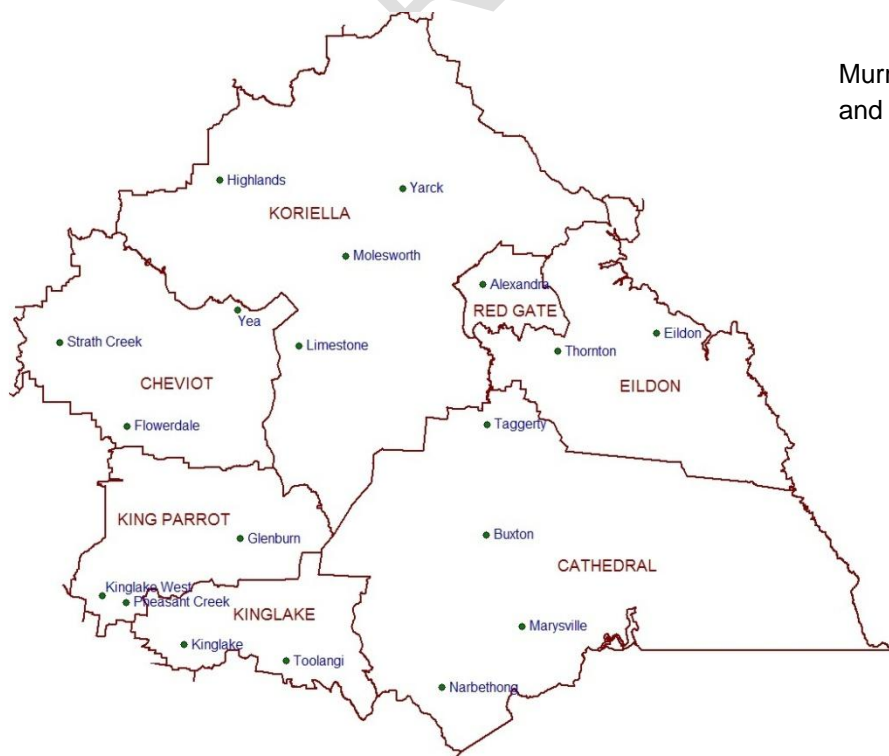 Murr
and
Highlands
Yarck
KORIELLA
Molesworth
Alexandra
RED GATE
Yea
Strath Creek
Limestone
Eildon
Thornton
CHEVIOT
EILDON
Flowerdale
Taggerty
KING PARROT
Glenburn
Buxton
CATHEDRAL
Kinglake West
Pheasant Creek
KINGLAKE
Marysville
Kinglake
Toolangi
Narbethong